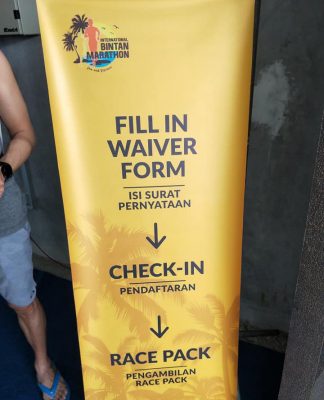 INTERNATIONAL
BINTAN
MARATHON
FILL IN
WAIVER
FORM
ISI SURAT
PERNYATAAN
CHECK-IN
PENDAFTARAN
RACE PACK
PENGAMBILAN
RACE PACK